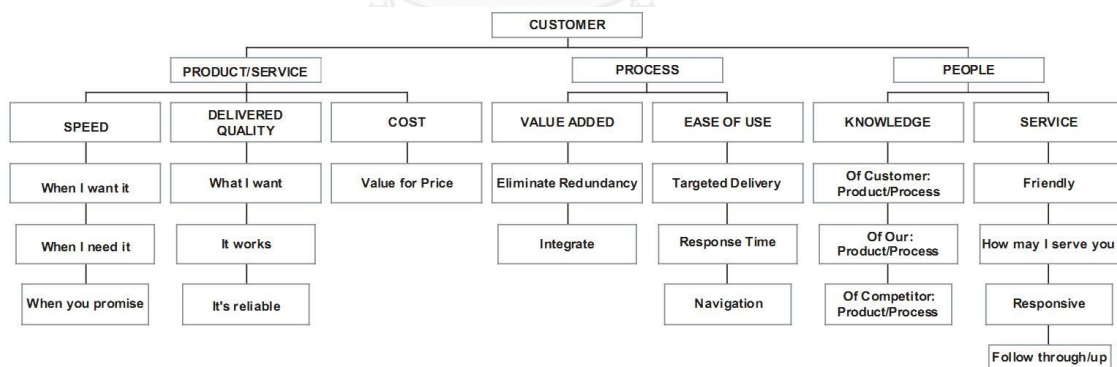 CUSTOMER
PRODUCT/SERVICE
PROCESS
PEOPLE
SPEED
DELIVERED
QUALITY
COST
VALUE ADDED
EASE OF USE
KNOWLEDGE
SERVICE
When I want it
What I want
Value for Price
Eliminate Redundancy
Targeted Delivery
Of Customer:
Product/Process
Friendly
When I need it
It works
Integrate
Response Time
Of Our:
Product/Process
How may I serve you
When you promise
It's reliable
Navigation
Of Competitor:
Product/Process
Responsive
Follow through/up